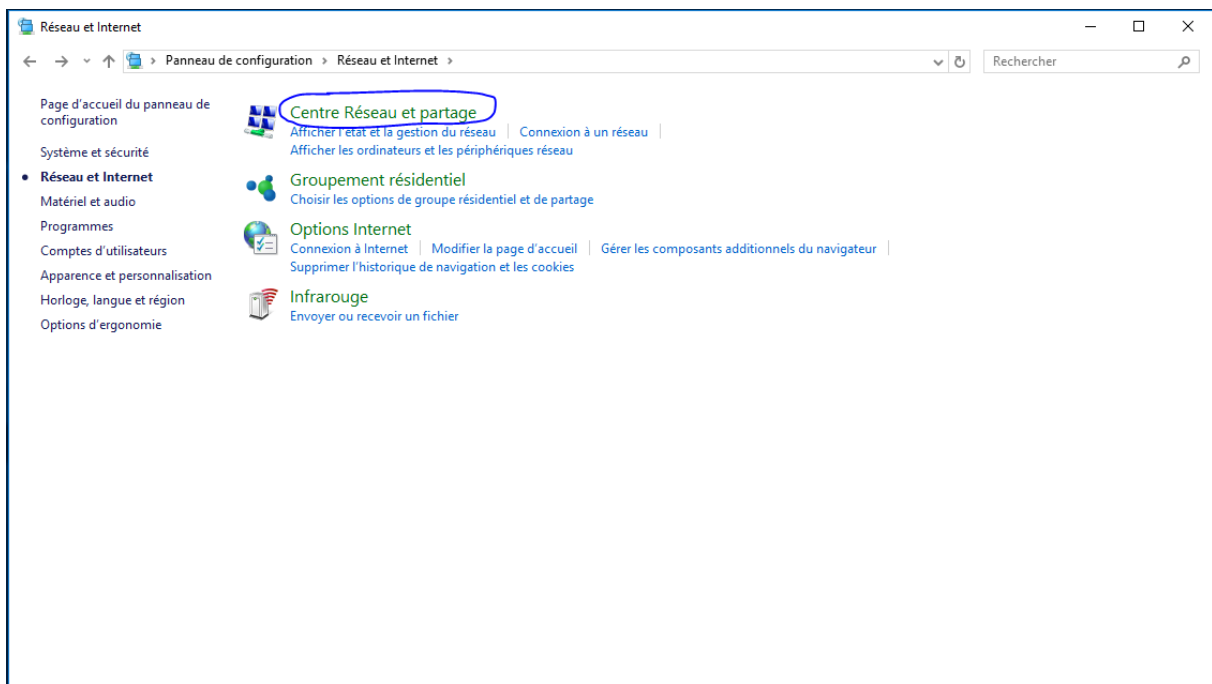 Réseau et Internet
Panneau de configuration > Réseau et Internet >
Rechercher
Page d'accueil du panneau de
configuration
Système et sécurité
Réseau et Internet
Matériel et audio
Programmes
Comptes d'utilisateurs
Apparence et personnalisation
Horloge, langue et région
Options d'ergonomie
Centre Réseau et partage
Afficher l'état et la gestion du réseau | Connexion à un réseau |
Afficher les ordinateurs et les périphériques réseau
Groupement résidentiel
Choisir les options de groupe résidentiel et de partage
Options Internet
Connexion à Internet | Modifier la page d'accueil | Gérer les composants additionnels du navigateur |
Supprimer l'historique de navigation et les cookies
Infrarouge
Envoyer ou recevoir un fichier